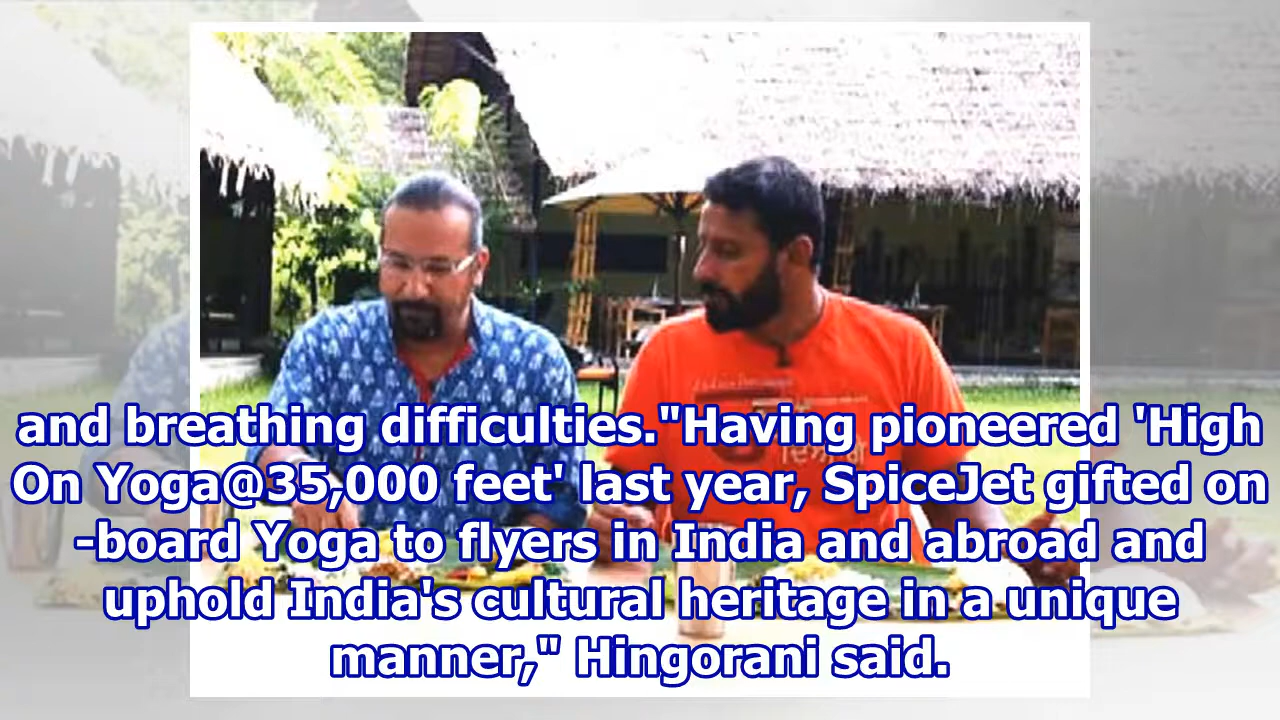 and breathing difficulties."Having pioneered 'High
On Yoga@35,000 feet' last year, SpiceJet gifted on
-board Yoga to flyers in India and abroad and
uphold India's cultural heritage in a unique
manner," Hingorani said.